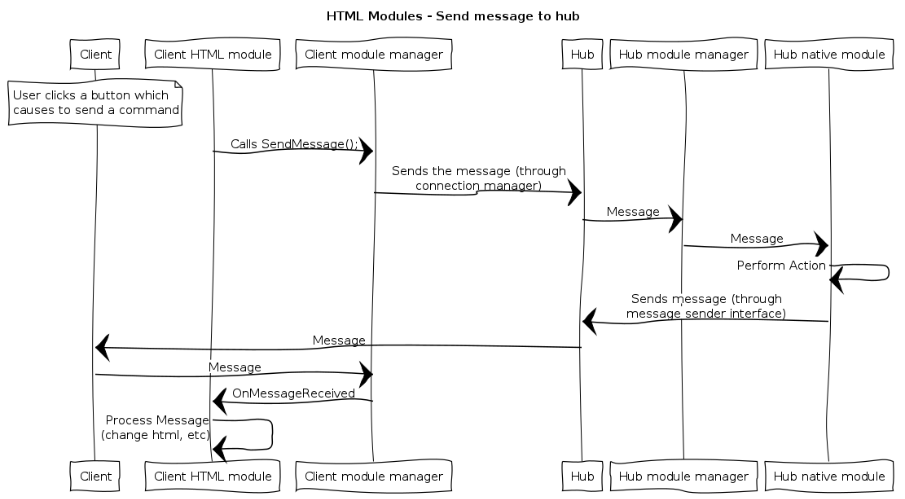 HTML Modules - Send message to hub
Client
Client HTML module
Client module manager
Hub
Hub module manager
Hub native module
User clicks a button which
causes to send a command
Calls SendMessage();
Sends the message (through
connection manager)
Message
Message
Perform Action
Sends message (through
message sender interface)
Message
Message
OnMessageReceived
Process Message
(change html, etc)
Client
Client HTML module
Client module manager
Hub
Hub module manager
Hub native module